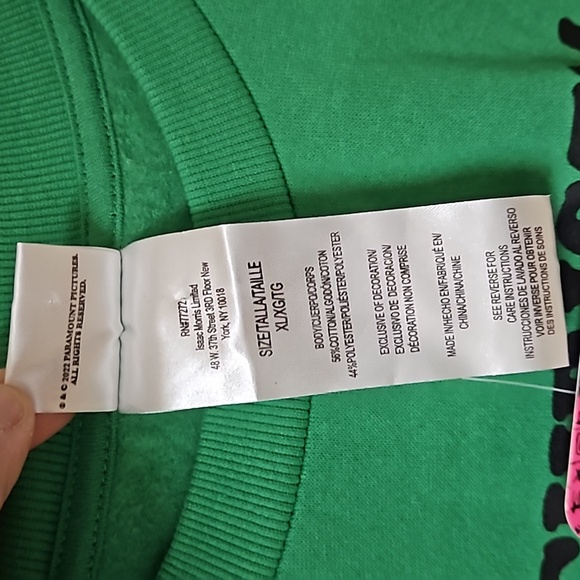 ® & © 2022 PARAMOUNT PICTURES.
ALL RIGHTS RESERVED.
RN#77272
Isaac Morris Limited
48 W. 37th Street 3RD Floor New
York, NY 10018
SIZE/TALLA/TAILLE
XL/XG/TG
BODY/CUERPO/CORPS
56%COTTON/ALGODÓN/COTON
44%POLYESTER/POLIÉSTER/POLYESTER
EXCLUSIVE OF DECORATION/
EXCLUSIVO DE DECORACION/
DÉCORATION NON COMPRISE
MADE IN/HECHO EN/FABRIQUÉ EN/
CHINA/CHINA/CHINE
SEE REVERSE FOR
CARE INSTRUCTIONS
INSTRUCCIONES DE LAVADO AL REVERSO
VOIR INVERSE POUR OBTENIR
INSTRUCTIONS DE SOINS